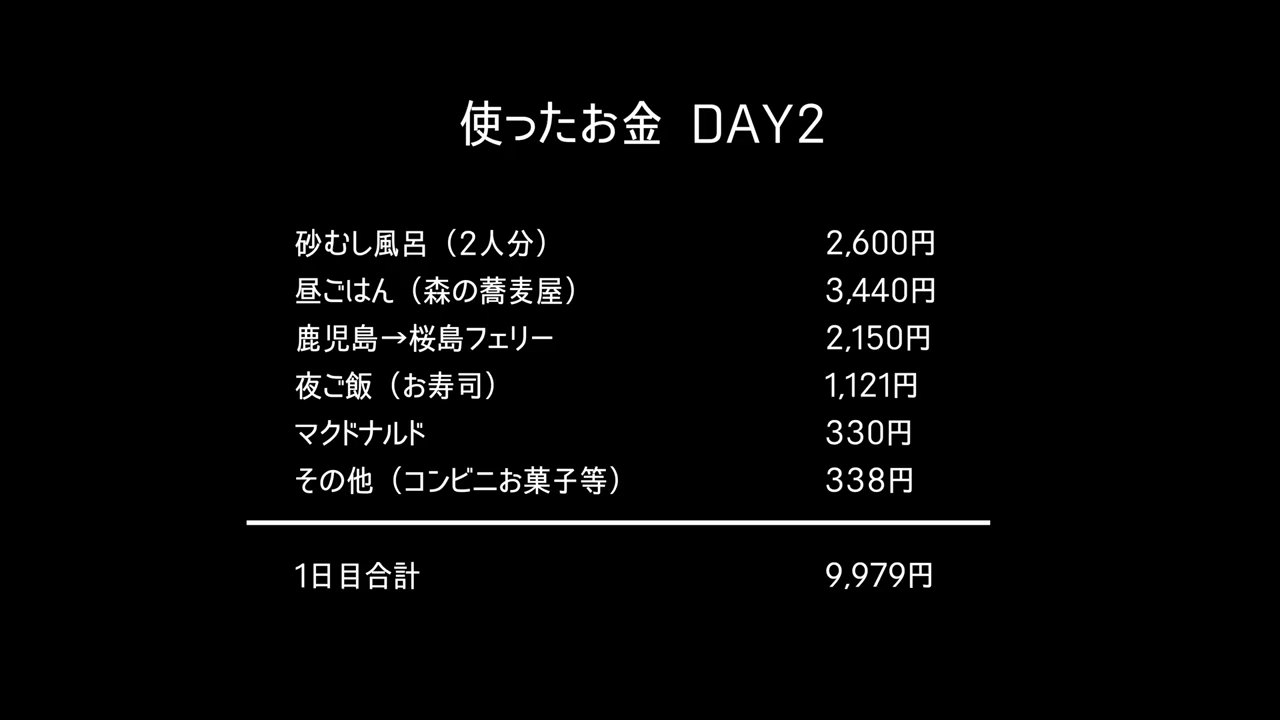 使ったお金 DAY2
砂むし風呂（2人分） 2,600円
昼ごはん（森の蕎麦屋） 3,440円
鹿児島→桜島フェリー 2,150円
夜ご飯（お寿司） 1,121円
マクドナルド 330円
その他（コンビニお菓子等） 338円
1日目合計 9,979円